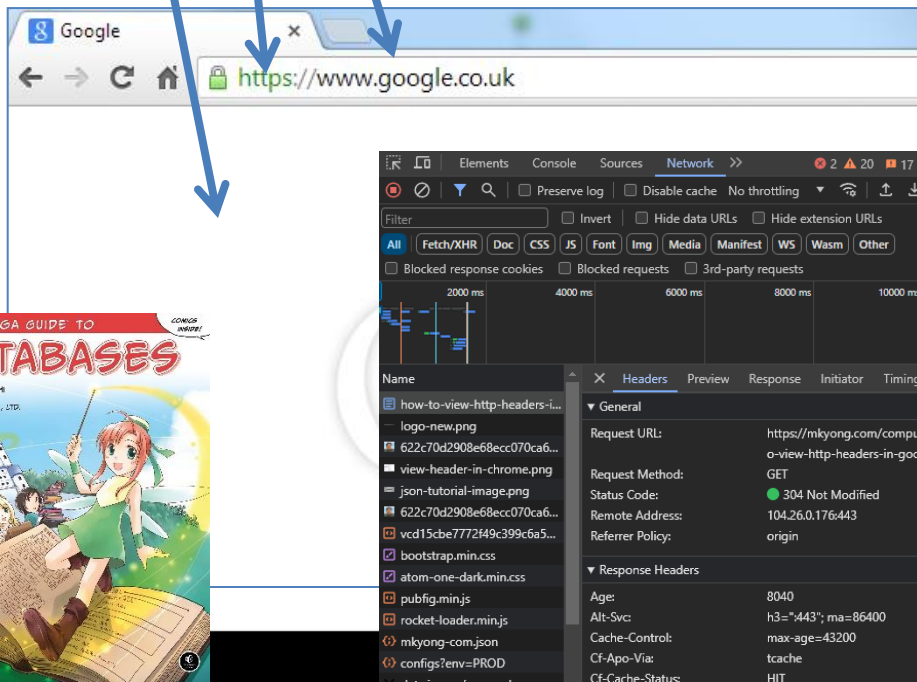 Google
https://www.google.co.uk
Elements Console Sources Network 2 20 17
Preserve log Disable cache No throttling
Filter Invert Hide data URLs Hide extension URLs
All Fetch/XHR Doc CSS JS Font Img Media Manifest WS Wasm Other
Blocked response cookies Blocked requests 3rd-party requests
2000 ms 4000 ms 6000 ms 8000 ms 10000 ms
GA GUIDE TO
COMICS INSIDE!
TABASES
, LTD.
Name
how-to-view-http-headers-i...
logo-new.png
622c70d2908e68ecc070ca6...
view-header-in-chrome.png
json-tutorial-image.png
622c70d2908e68ecc070ca6...
vcd15cbe7772f49c399c6a5...
bootstrap.min.css
atom-one-dark.min.css
pubfig.min.js
rocket-loader.min.js
mkyong-com.json
configs?env=PROD
Headers Preview Response Initiator Timing
General
Request URL: https://mkyong.com/compu
o-view-http-headers-in-goo
Request Method: GET
Status Code: 304 Not Modified
Remote Address: 104.26.0.176:443
Referrer Policy: origin
Response Headers
Age: 8040
Alt-Svc: h3=":443"; ma=86400
Cache-Control: max-age=43200
Cf-Apo-Via: tcache
Cf-Cache-Status: HIT